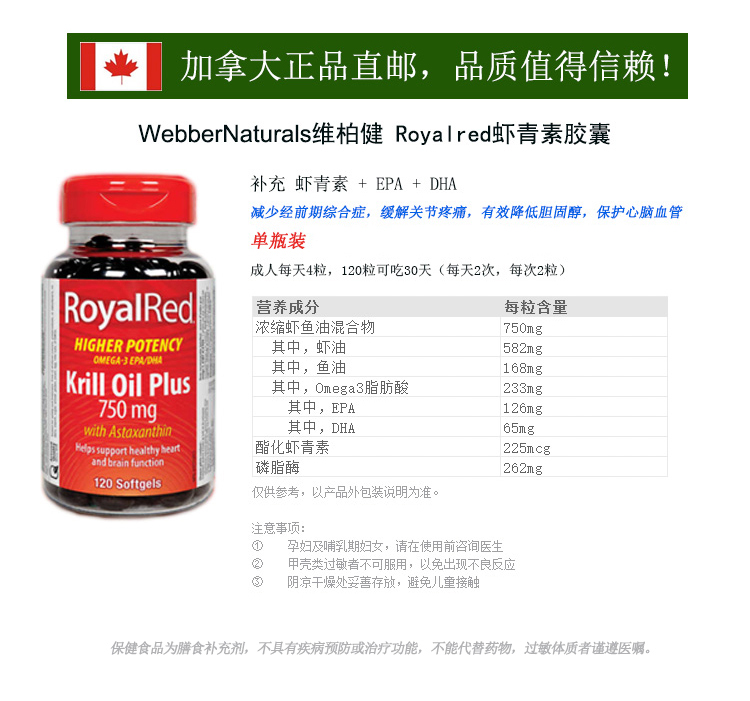 加拿大正品直邮，品质值得信赖！
WebberNaturals维柏健 Royalred虾青素胶囊
补充 虾青素 + EPA + DHA
减少经前期综合症，缓解关节疼痛，有效降低胆固醇，保护心脑血管
单瓶装
成人每天4粒，120粒可吃30天（每天2次，每次2粒）
RoyalRed
HIGHER POTENCY
OMEGA-3 EPA/DHA
Krill Oil Plus
750 mg
with Astaxanthin
Helps support healthy heart
and brain function
120 Softgels
营养成分 每粒含量
浓缩虾鱼油混合物 750mg
其中，虾油 582mg
其中，鱼油 168mg
其中，Omega3脂肪酸 233mg
其中，EPA 126mg
其中，DHA 65mg
酯化虾青素 225mcg
磷脂酶 262mg
仅供参考，以产品外包装说明为准。
注意事项：
① 孕妇及哺乳期妇女，请在使用前咨询医生
② 甲壳类过敏者不可服用，以免出现不良反应
③ 阴凉干燥处妥善存放，避免儿童接触
保健食品为膳食补充剂，不具有疾病预防或治疗功能，不能代替药物，过敏体质者谨遵医嘱。